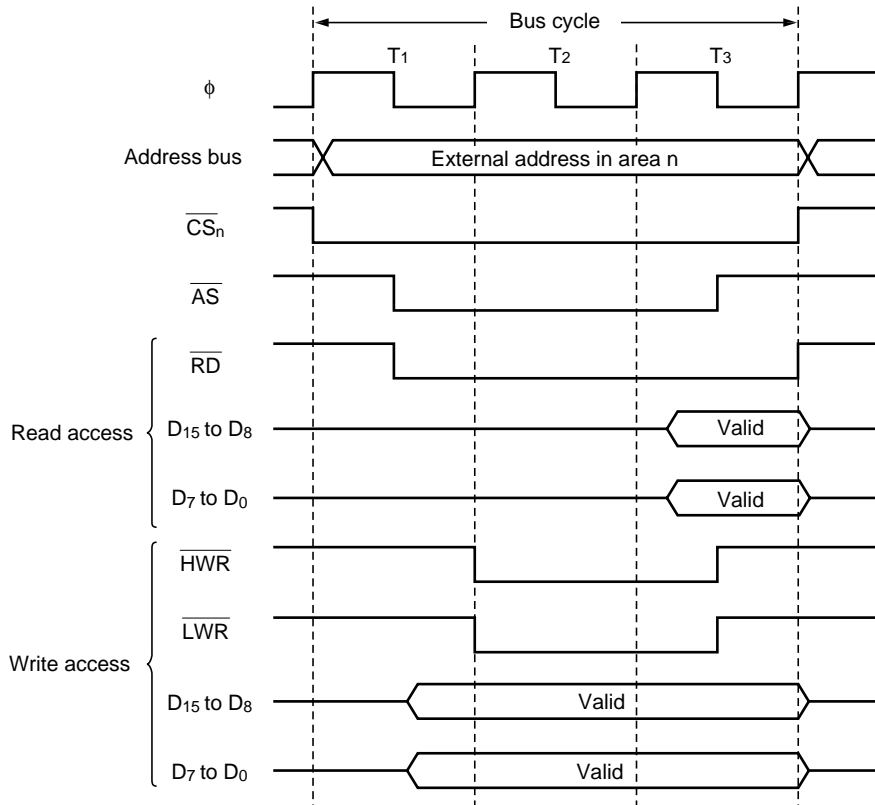 Bus cycle
T1 T2 T3
ϕ
Address bus External address in area n
CSn
AS
RD
Read access
D15 to D8 Valid
D7 to D0 Valid
HWR
LWR
Write access
D15 to D8 Valid
D7 to D0 Valid